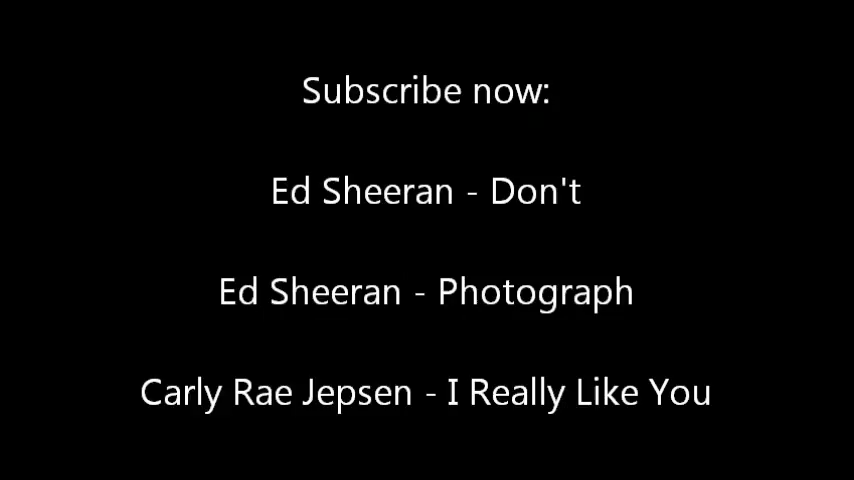 Subscribe now:
Ed Sheeran - Don't
Ed Sheeran - Photograph
Carly Rae Jepsen - I Really Like You